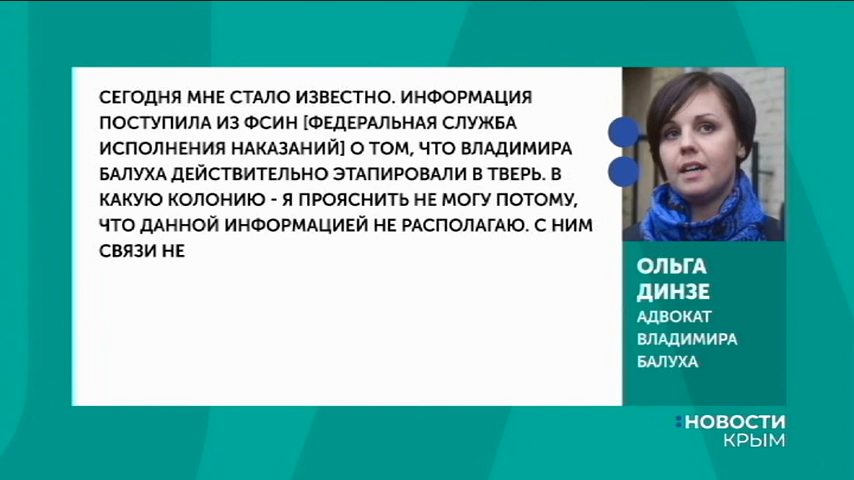 СЕГОДНЯ МНЕ СТАЛО ИЗВЕСТНО. ИНФОРМАЦИЯ
ПОСТУПИЛА ИЗ ФСИН [ФЕДЕРАЛЬНАЯ СЛУЖБА
ИСПОЛНЕНИЯ НАКАЗАНИЙ] О ТОМ, ЧТО ВЛАДИМИРА
БАЛУХА ДЕЙСТВИТЕЛЬНО ЭТАПИРОВАЛИ В ТВЕРЬ. В
КАКУЮ КОЛОНИЮ - Я ПРОЯСНИТЬ НЕ МОГУ ПОТОМУ,
ЧТО ДАННОЙ ИНФОРМАЦИЕЙ НЕ РАСПОЛАГАЮ. С НИМ
СВЯЗИ НЕ
ОЛЬГА
ДИНЗЕ
АДВОКАТ
ВЛАДИМИРА
БАЛУХА
:НОВОСТИ
КРЫМ